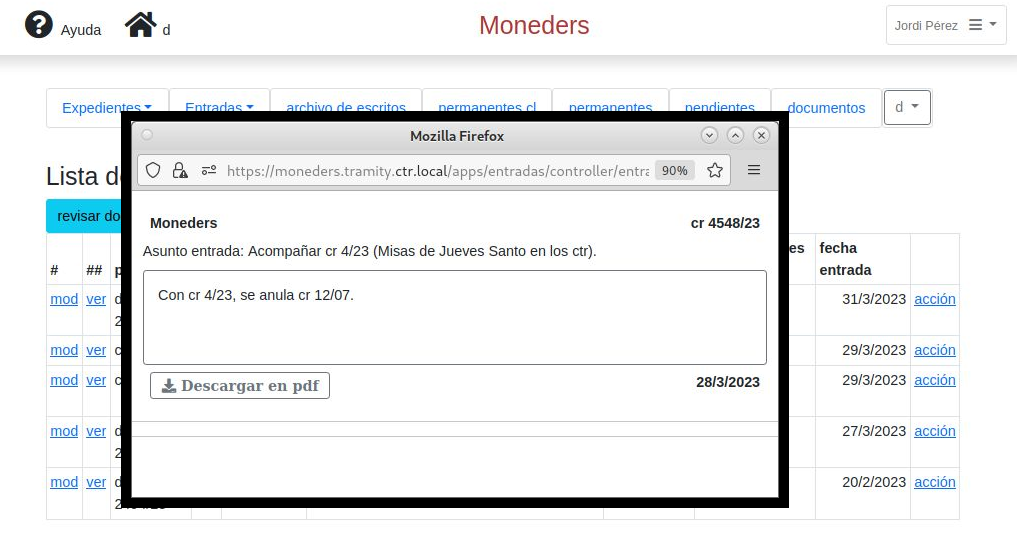 Ayuda d Moneders Jordi Pérez
Expedientes Entradas archivo de escritos permanentes cl permanentes pendientes documentos d
Mozilla Firefox
https://moneders.tramity.ctr.local/apps/entradas/controller/entra 90%
Lista d
revisar do
Moneders cr 4548/23
Asunto entrada: Acompañar cr 4/23 (Misas de Jueves Santo en los ctr).
Con cr 4/23, se anula cr 12/07.
Descargar en pdf 28/3/2023
es fecha
# ## p entrada
mod ver d 31/3/2023 acción
2
mod ver c 29/3/2023 acción
mod ver c 29/3/2023 acción
mod ver d 27/3/2023 acción
2
mod ver d 20/2/2023 acción